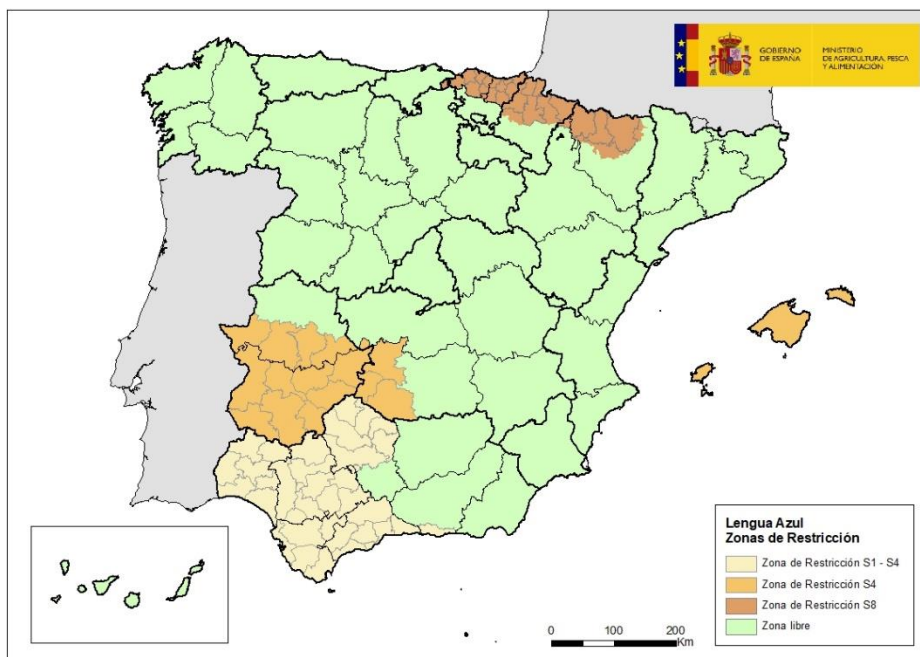 GOBIERNO
DE ESPAÑA
MINISTERIO
DE AGRICULTURA, PESCA
Y ALIMENTACIÓN
Lengua Azul
Zonas de Restricción
Zona de Restricción S1 - S4
Zona de Restricción S4
Zona de Restricción S8
Zona libre
0 100 200
Km